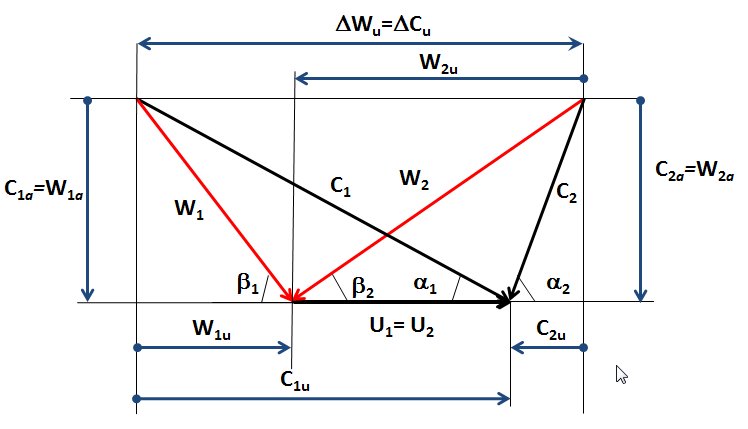 ΔWu=ΔCu
W2u
C1a=W1a
C2a=W2a
C1
W2
C2
W1
β1
β2
α1
α2
U1= U2
W1u
C2u
C1u